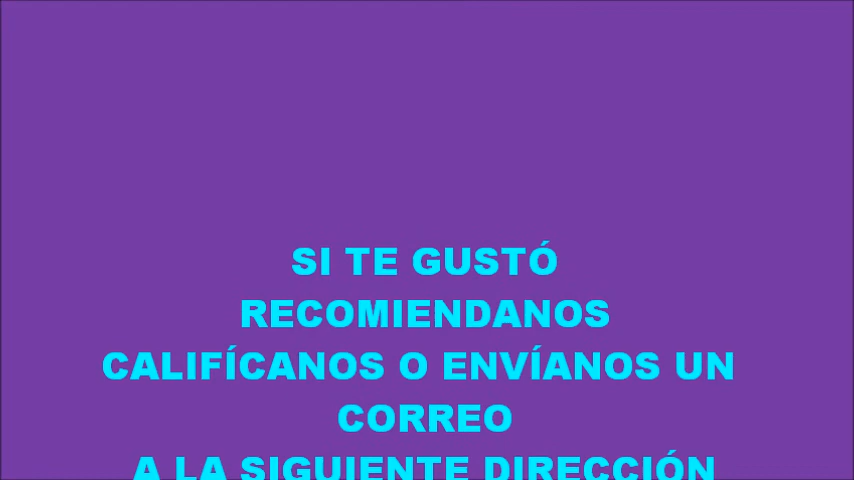 SI TE GUSTÓ
RECOMIENDANOS
CALIFÍCANOS O ENVÍANOS UN
CORREO
A LA SIGUIENTE DIRECCIÓN